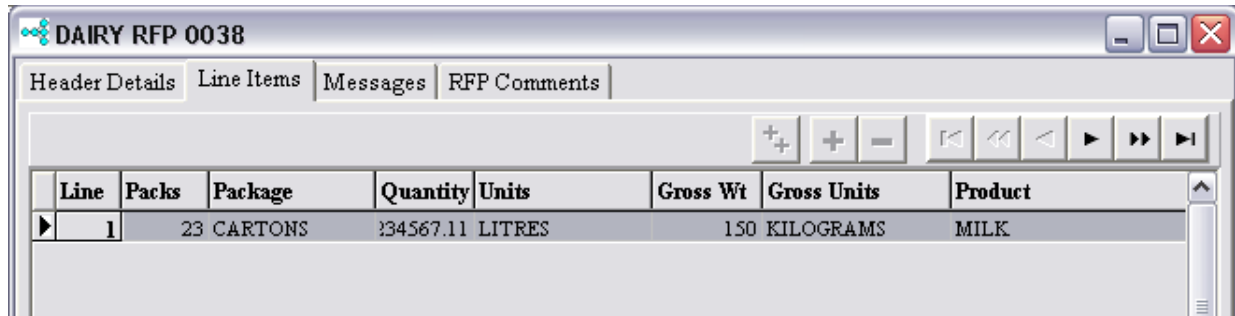 DAIRY RFP 0038
Header Details Line Items Messages RFP Comments
Line Packs Package Quantity Units Gross Wt Gross Units Product
1 23 CARTONS 234567.11 LITRES 150 KILOGRAMS MILK